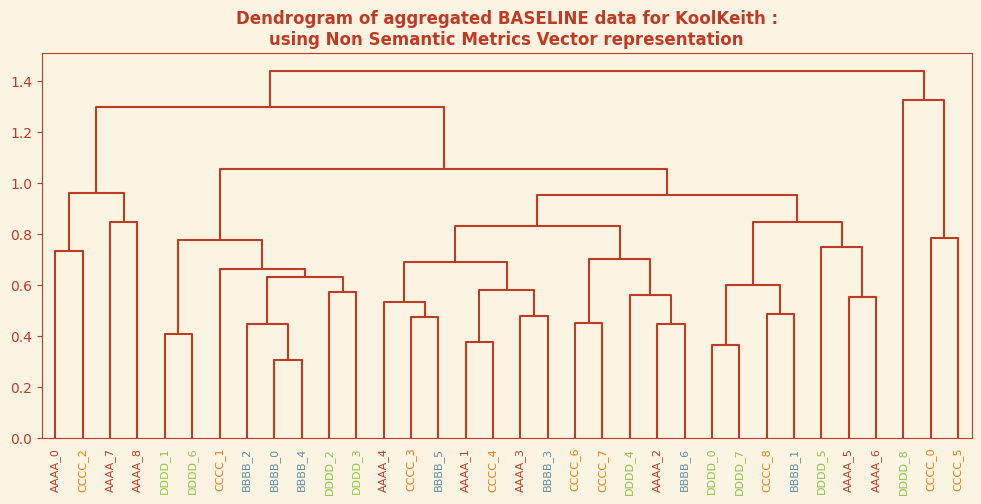 Dendrogram of aggregated BASELINE data for KoolKeith :
using Non Semantic Metrics Vector representation
1.4
1.2
1.0
0.8
0.6
0.4
0.2
0.0
AAAA_0
CCCC_2
AAAA_7
AAAA_8
DDDD_1
DDDD_6
CCCC_1
BBBB_2
BBBB_0
BBBB_4
DDDD_2
DDDD_3
AAAA_4
CCCC_3
BBBB_5
AAAA_1
CCCC_4
AAAA_3
BBBB_3
CCCC_6
CCCC_7
DDDD_4
AAAA_2
BBBB_6
DDDD_0
DDDD_7
CCCC_8
BBBB_1
DDDD_5
AAAA_5
AAAA_6
DDDD_8
CCCC_0
CCCC_5